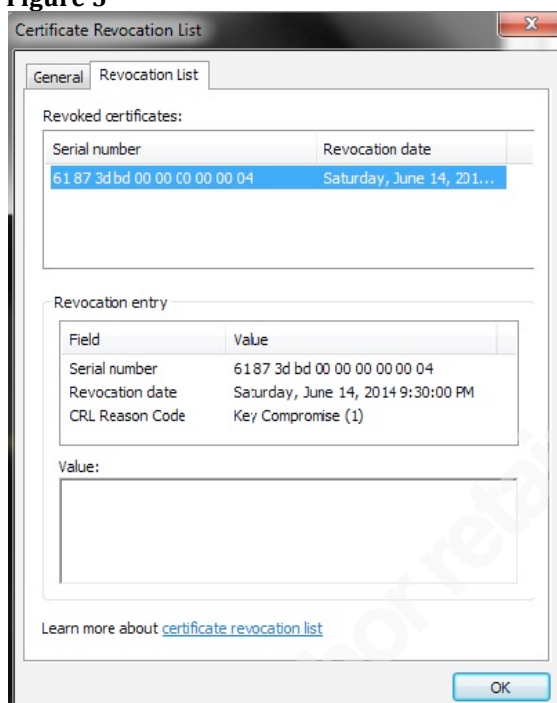 Figure 3
Certificate Revocation List
General Revocation List
Revoked certificates:
Serial number Revocation date
61 87 3d bd 00 00 00 00 00 04 Saturday, June 14, 201...
Revocation entry
Field Value
Serial number 61 87 3d bd 00 00 00 00 00 04
Revocation date Saturday, June 14, 2014 9:30:00 PM
CRL Reason Code Key Compromise (1)
Value:
Learn more about certificate revocation list
OK